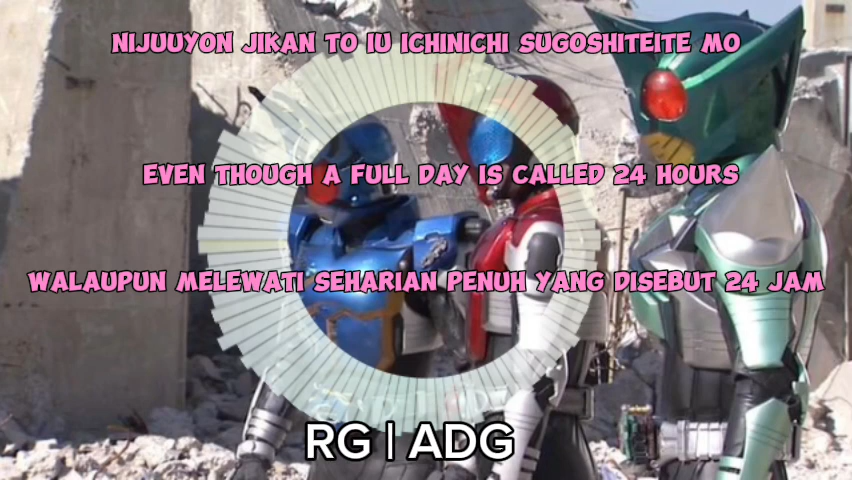 NIJUUYON JIKAN TO IU ICHINICHI SUGOSHITEITE MO
EVEN THOUGH A FULL DAY IS CALLED 24 HOURS
WALAUPUN MELEWATI SEHARIAN PENUH YANG DISEBUT 24 JAM
RG | ADG